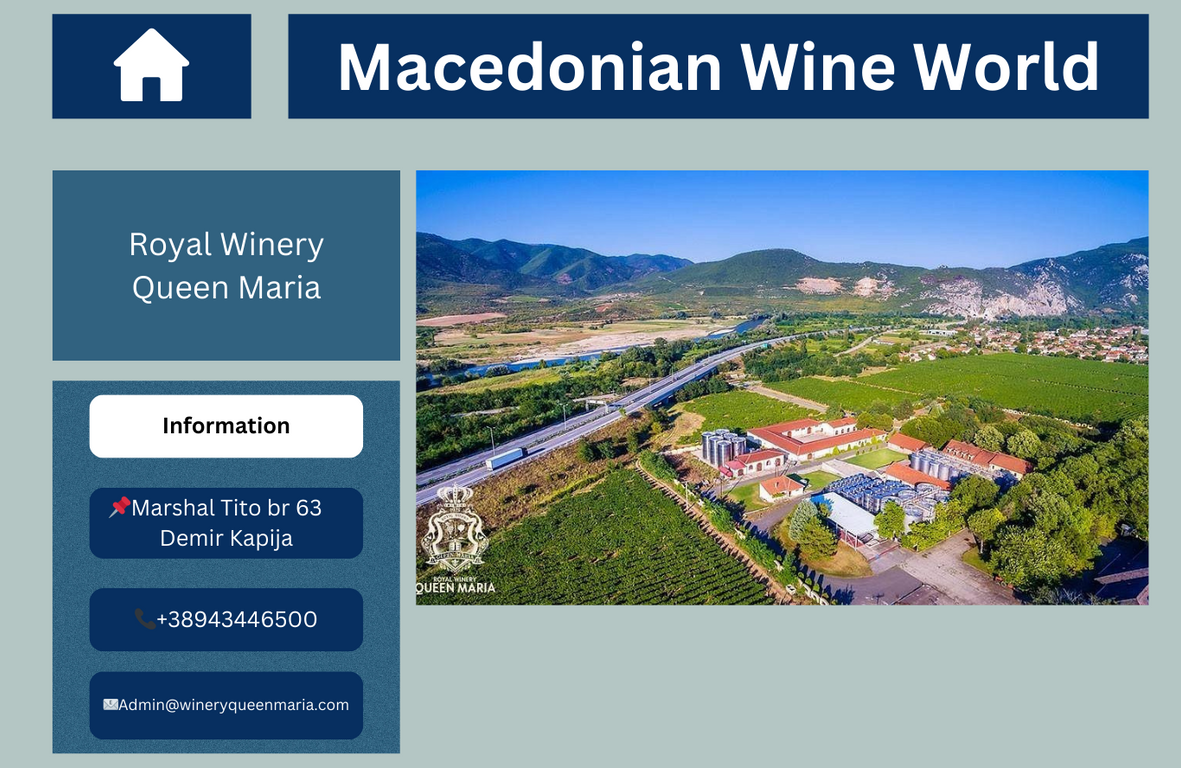 Macedonian Wine World
Royal Winery
Queen Maria
Information
Marshal Tito br 63
Demir Kapija
+38943446500
Admin@wineryqueenmaria.com
ROYAL WINERY
QUEEN MARIA